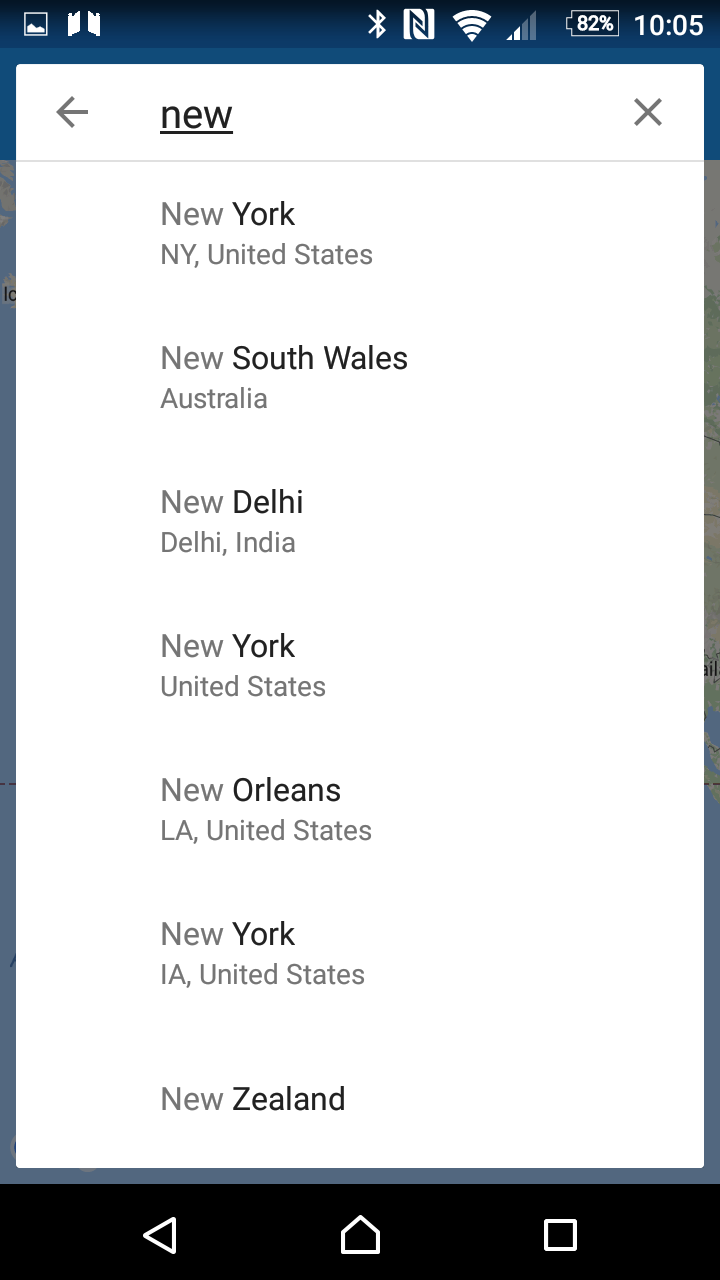 82% 10:05
new
New York
NY, United States
New South Wales
Australia
New Delhi
Delhi, India
New York
United States
New Orleans
LA, United States
New York
IA, United States
New Zealand